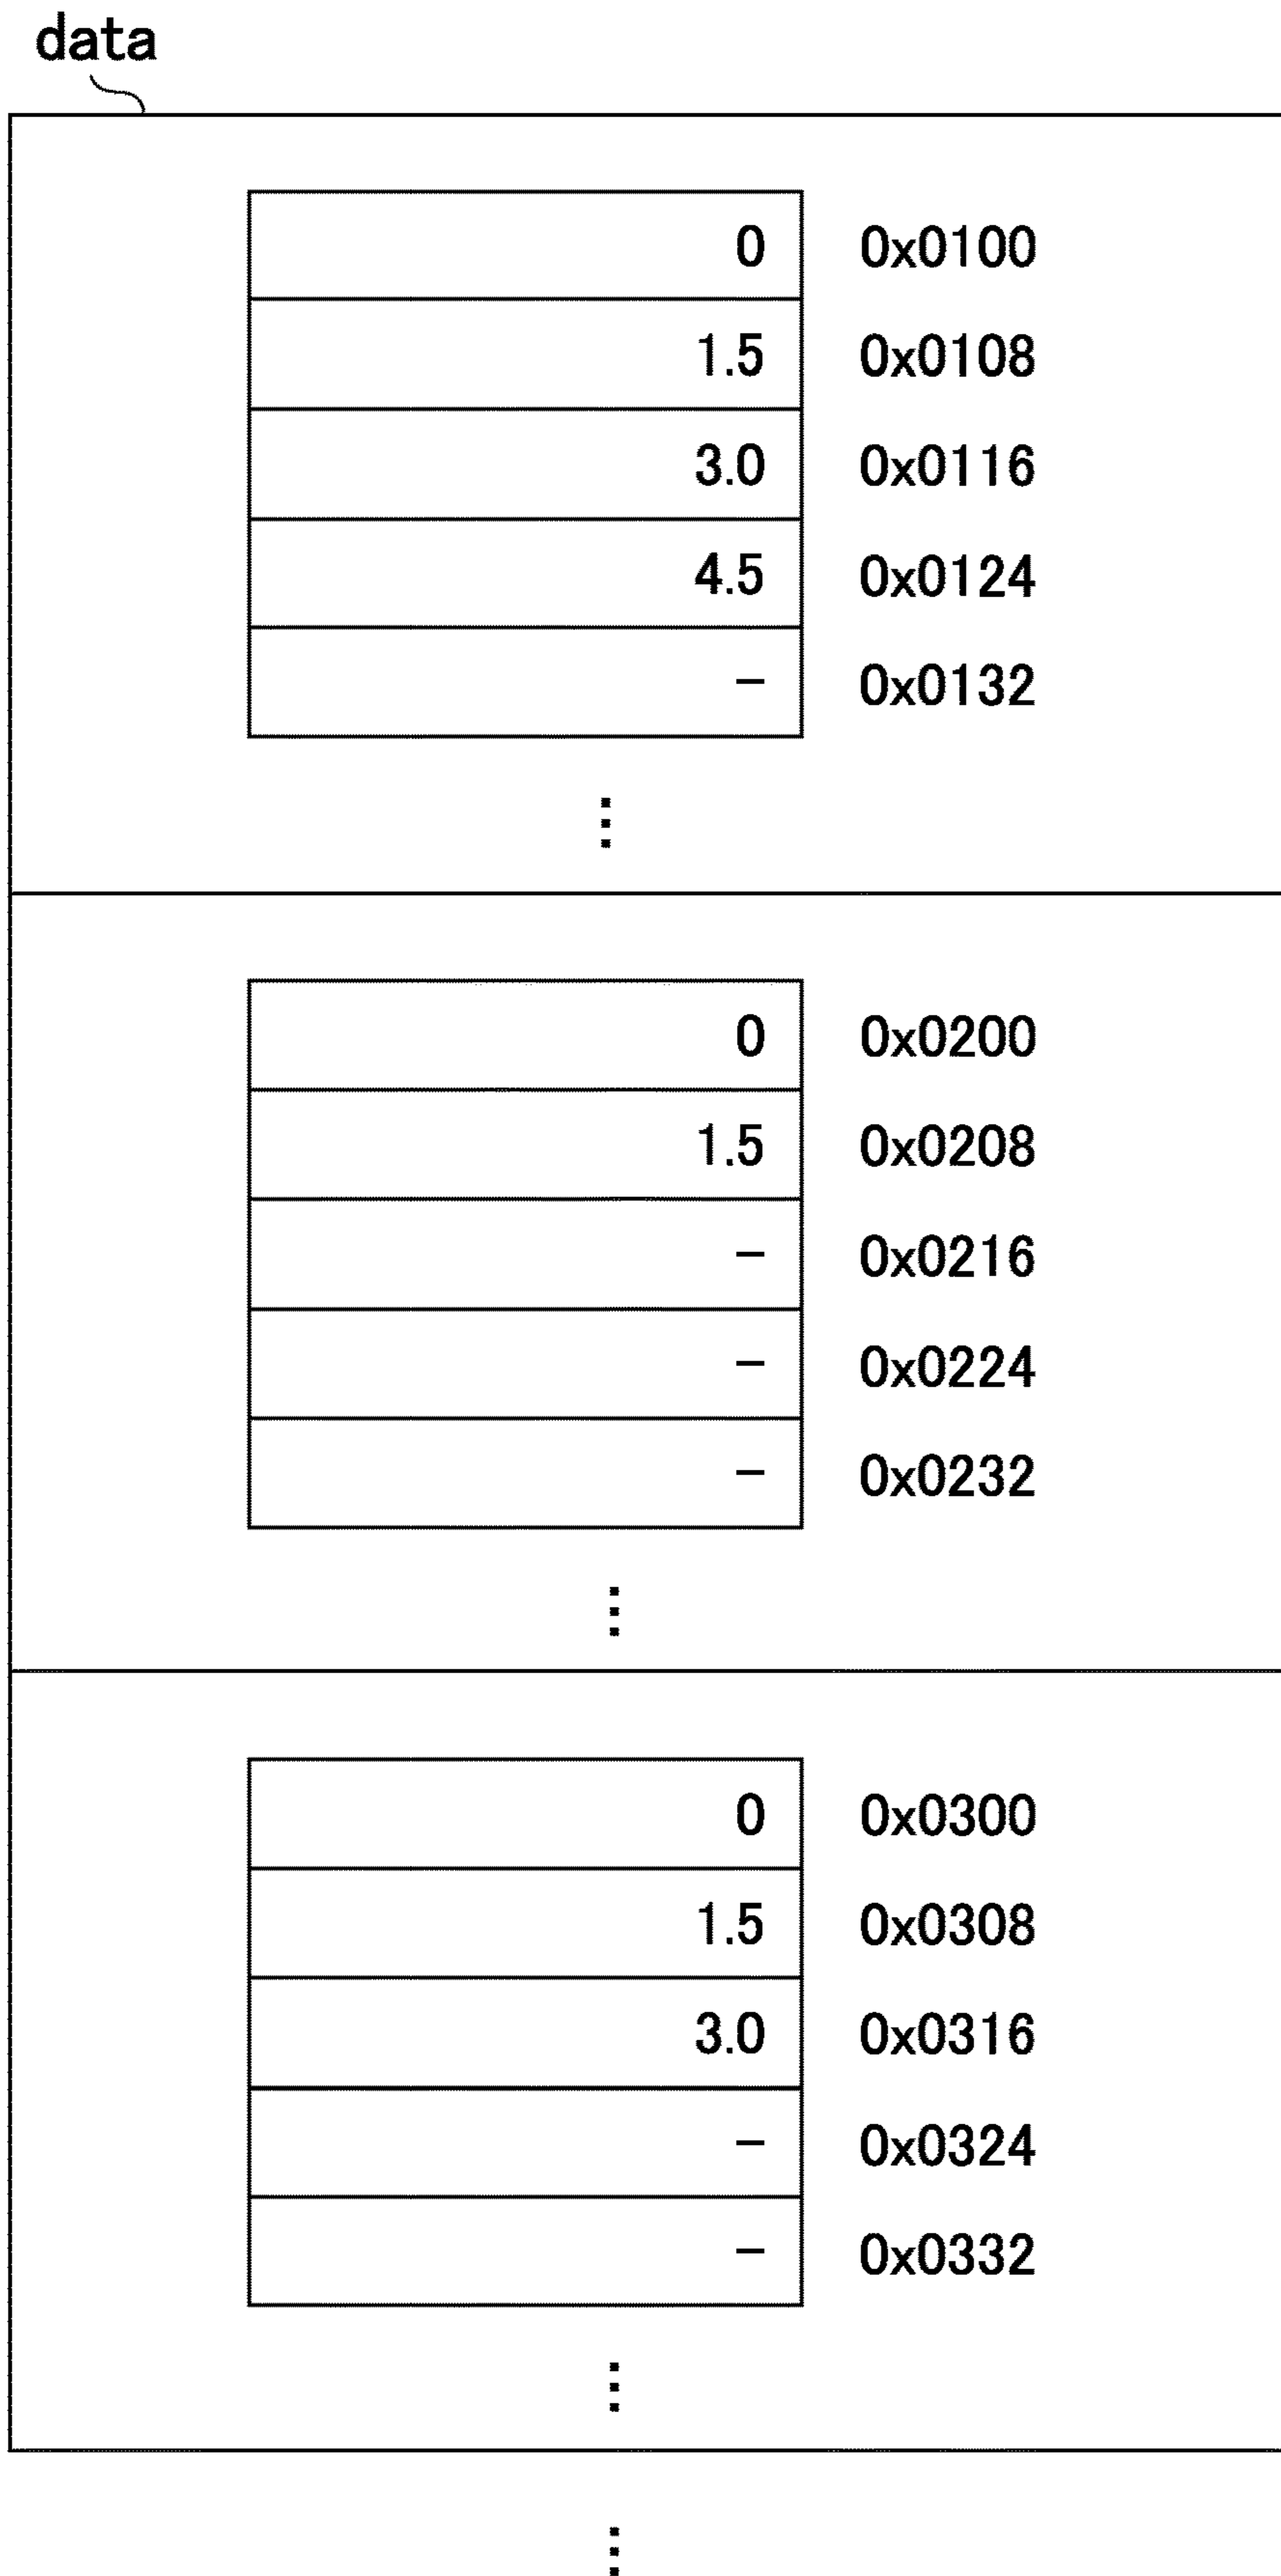 data
0 0x0100
1.5 0x0108
3.0 0x0116
4.5 0x0124
– 0x0132
⋮
0 0x0200
1.5 0x0208
– 0x0216
– 0x0224
– 0x0232
⋮
0 0x0300
1.5 0x0308
3.0 0x0316
– 0x0324
– 0x0332
⋮
⋮